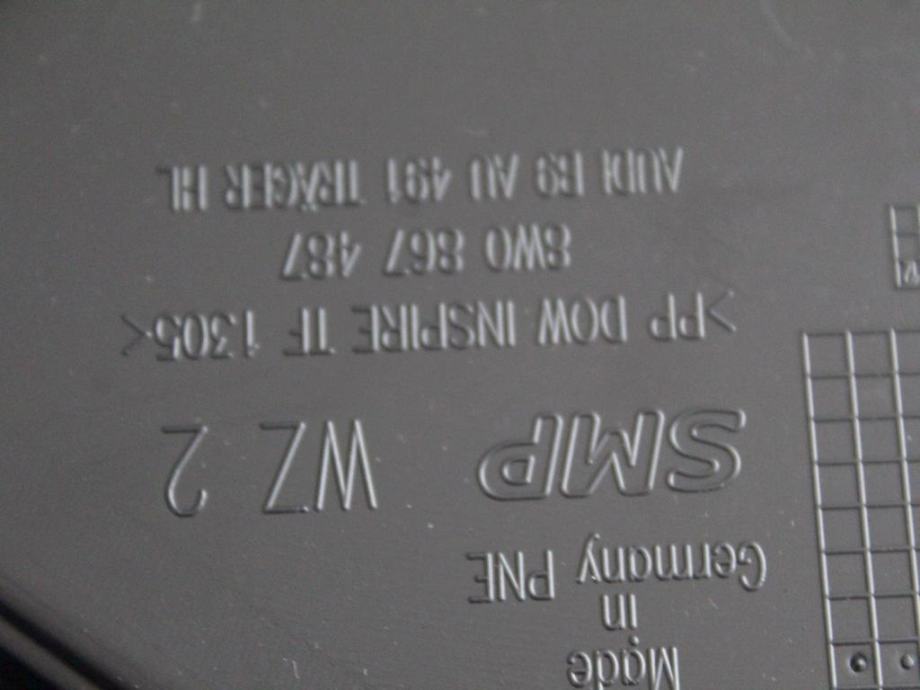 Made
in
Germany PNE
SMP WZ 2
>PP DOW INSPIRE TF 1305<
8W0 867 487
AUDI B9 AU 491 TRÄGER HL